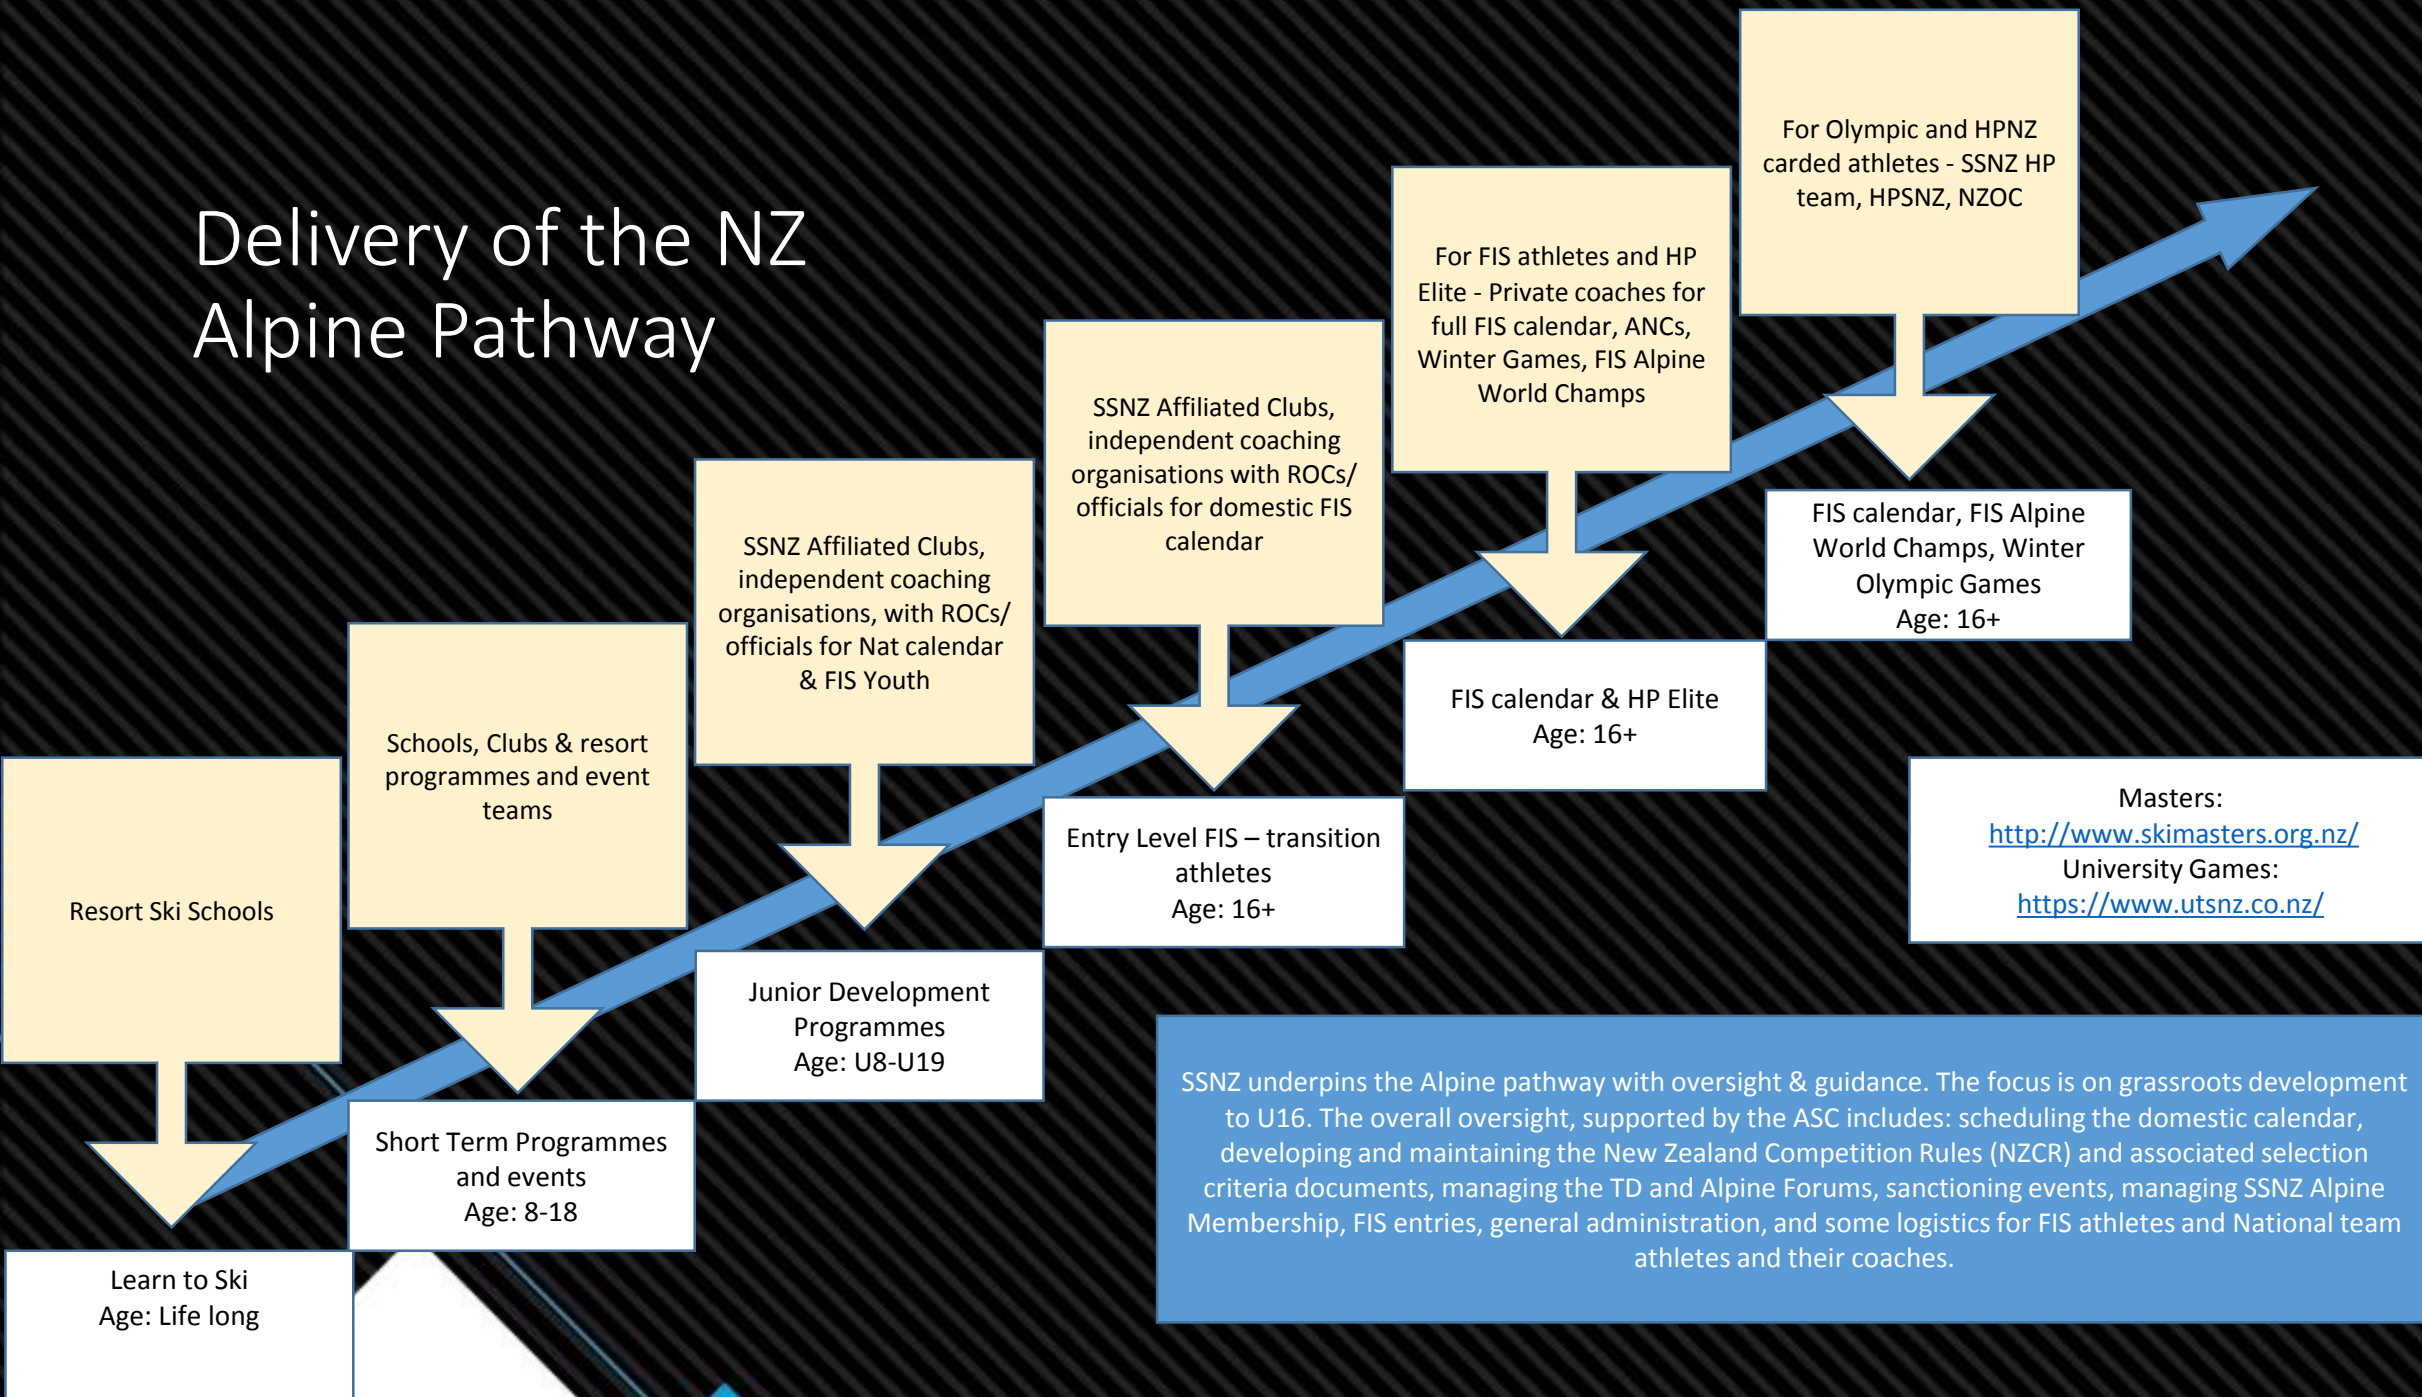 Delivery of the NZ
Alpine Pathway
Resort Ski Schools
Learn to Ski
Age: Life long
Schools, Clubs & resort
programmes and event
teams
Short Term Programmes
and events
Age: 8-18
SSNZ Affiliated Clubs,
independent coaching
organisations, with ROCs/
officials for Nat calendar
& FIS Youth
Junior Development
Programmes
Age: U8-U19
SSNZ Affiliated Clubs,
independent coaching
organisations with ROCs/
officials for domestic FIS
calendar
Entry Level FIS – transition
athletes
Age: 16+
For FIS athletes and HP
Elite - Private coaches for
full FIS calendar, ANCs,
Winter Games, FIS Alpine
World Champs
FIS calendar & HP Elite
Age: 16+
For Olympic and HPNZ
carded athletes - SSNZ HP
team, HPSNZ, NZOC
FIS calendar, FIS Alpine
World Champs, Winter
Olympic Games
Age: 16+
Masters:
http://www.skimasters.org.nz/
University Games:
https://www.utsnz.co.nz/
SSNZ underpins the Alpine pathway with oversight & guidance. The focus is on grassroots development
to U16. The overall oversight, supported by the ASC includes: scheduling the domestic calendar,
developing and maintaining the New Zealand Competition Rules (NZCR) and associated selection
criteria documents, managing the TD and Alpine Forums, sanctioning events, managing SSNZ Alpine
Membership, FIS entries, general administration, and some logistics for FIS athletes and National team
athletes and their coaches.